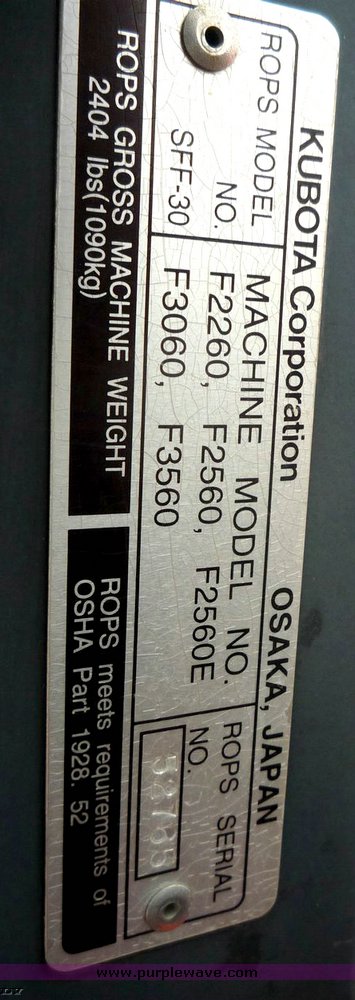 KUBOTA Corporation OSAKA, JAPAN
ROPS MODEL NO.
SFF-30
MACHINE MODEL NO.
F2260, F2560, F2560E
F3060, F3560
ROPS SERIAL NO.
ROPS GROSS MACHINE WEIGHT
2404 lbs(1090kg)
ROPS meets requirements of
OSHA Part 1928. 52
www.purplewave.com